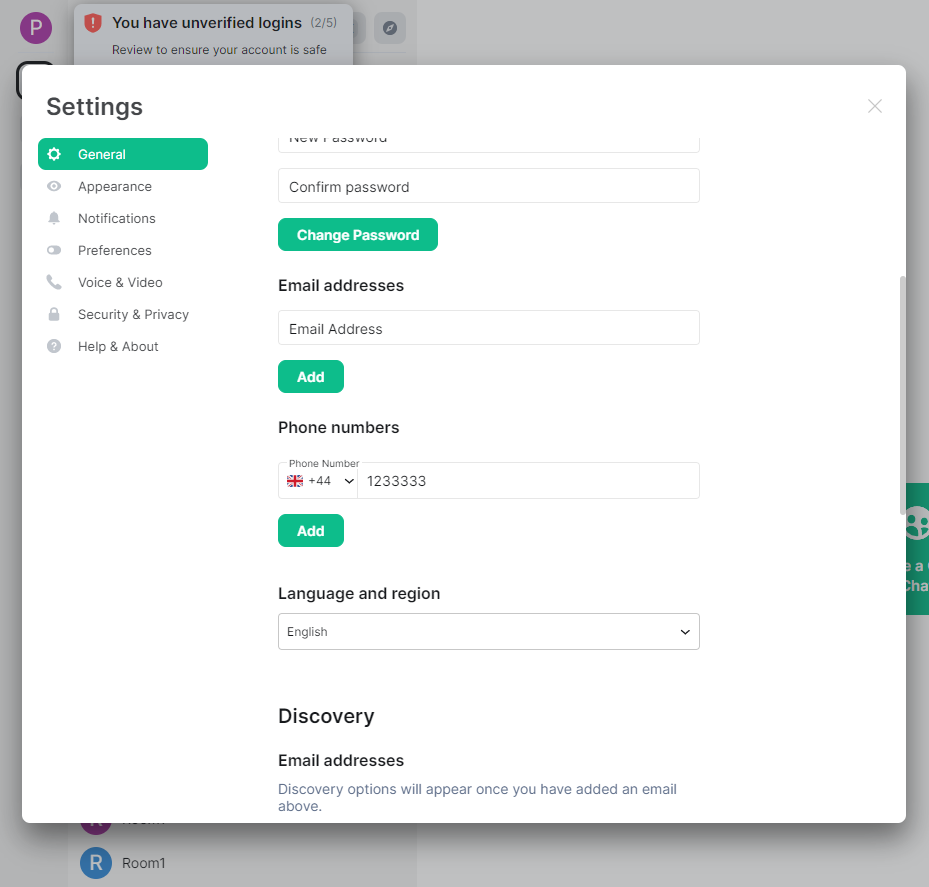 P
You have unverified logins (2/5)
Review to ensure your account is safe
Settings
General
Appearance
Notifications
Preferences
Voice & Video
Security & Privacy
Help & About
New Password
Confirm password
Change Password
Email addresses
Email Address
Add
Phone numbers
Phone Number
+44
1233333
Add
Language and region
English
Discovery
Email addresses
Discovery options will appear once you have added an email
above.
e a
Cha
R
Room1